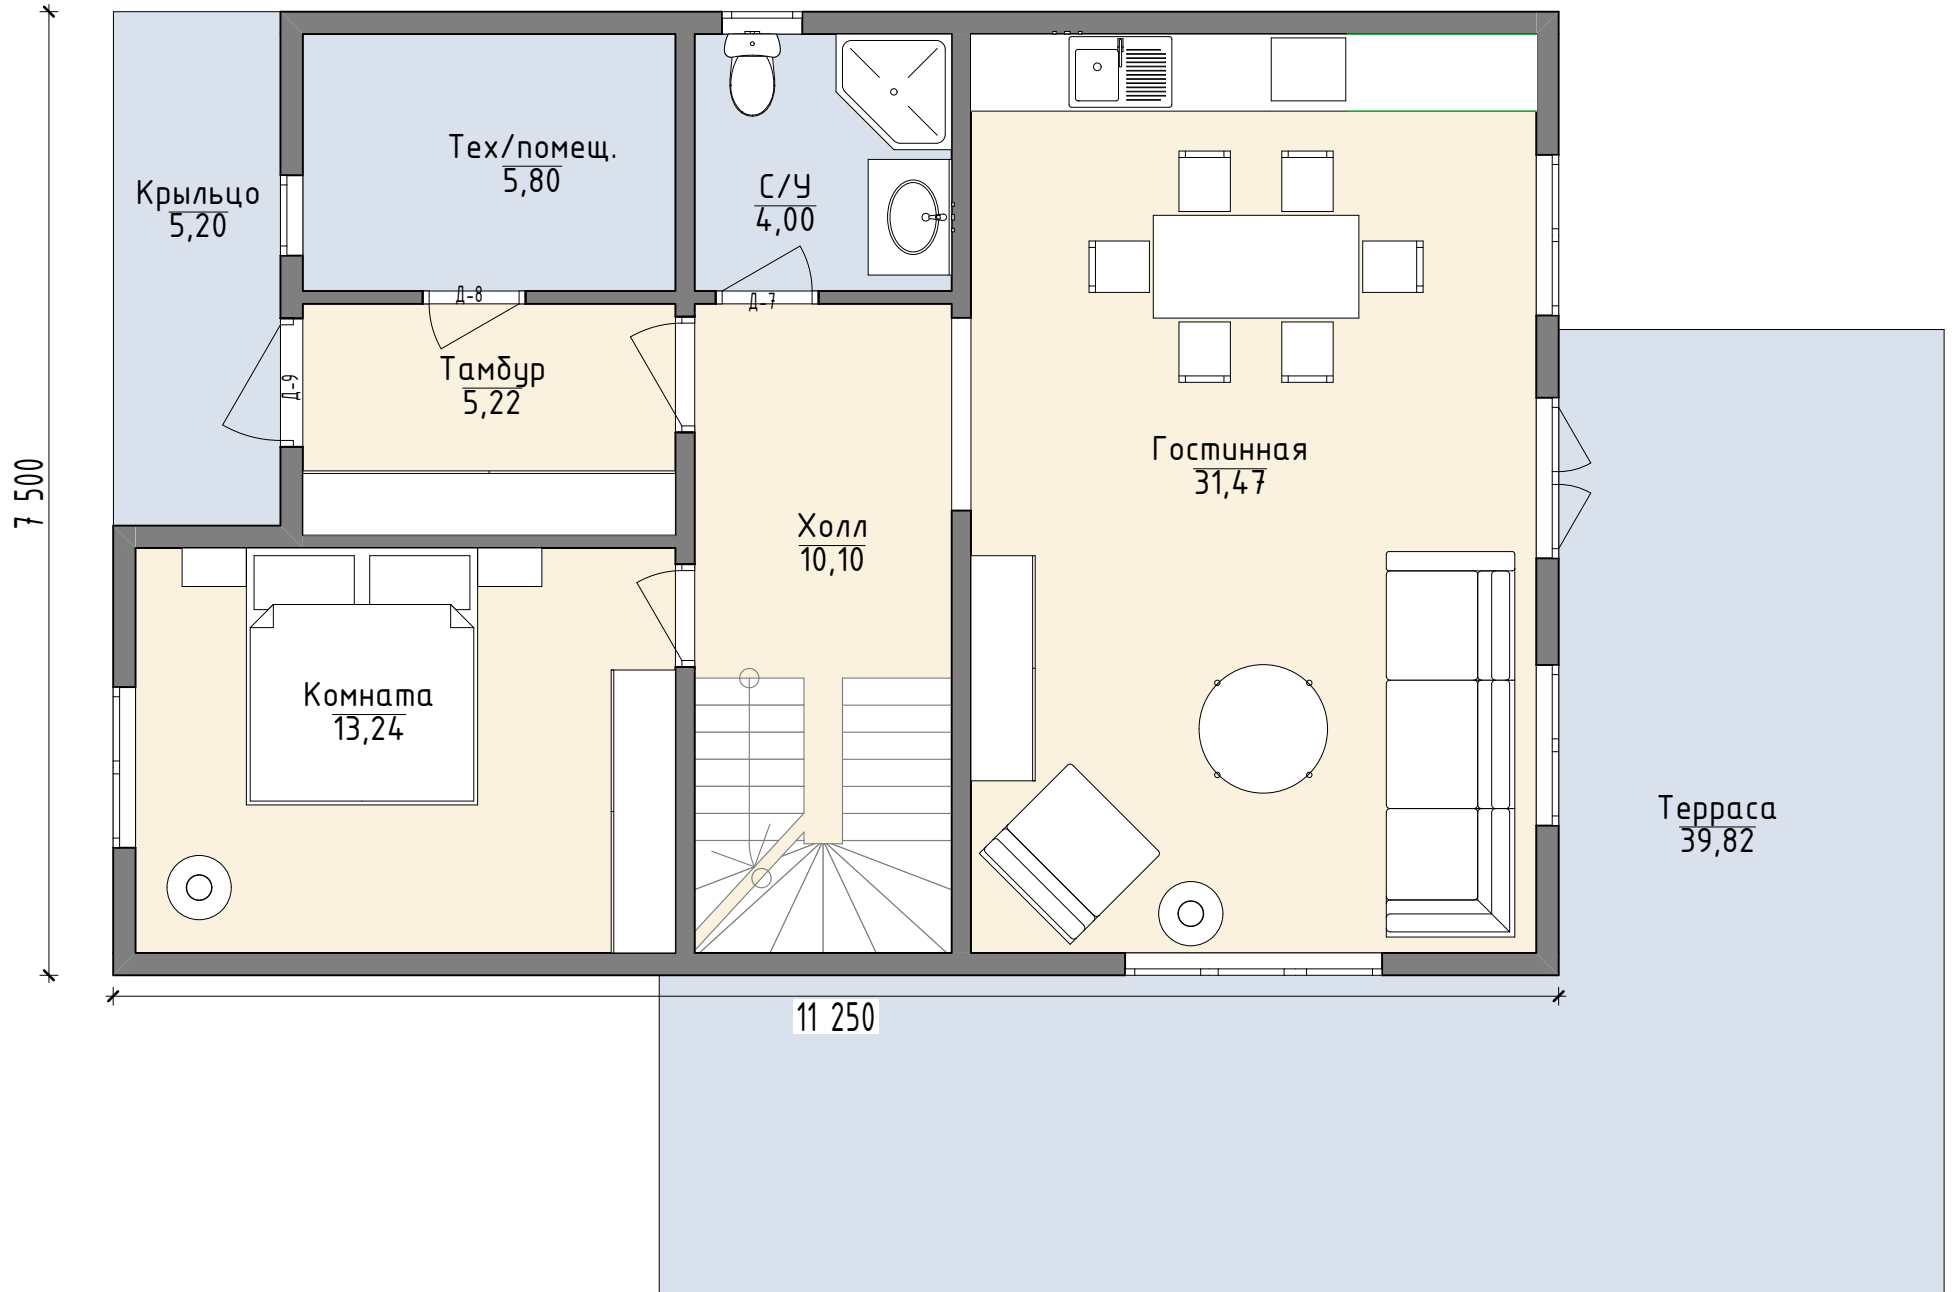 Тех/помещ.
5,80
Крыльцо
5,20
С/У
4,00
Д-8
Д-7
Д-9
Тамбур
5,22
Гостинная
31,47
7 500
Холл
10,10
Комната
13,24
Терраса
39,82
11 250